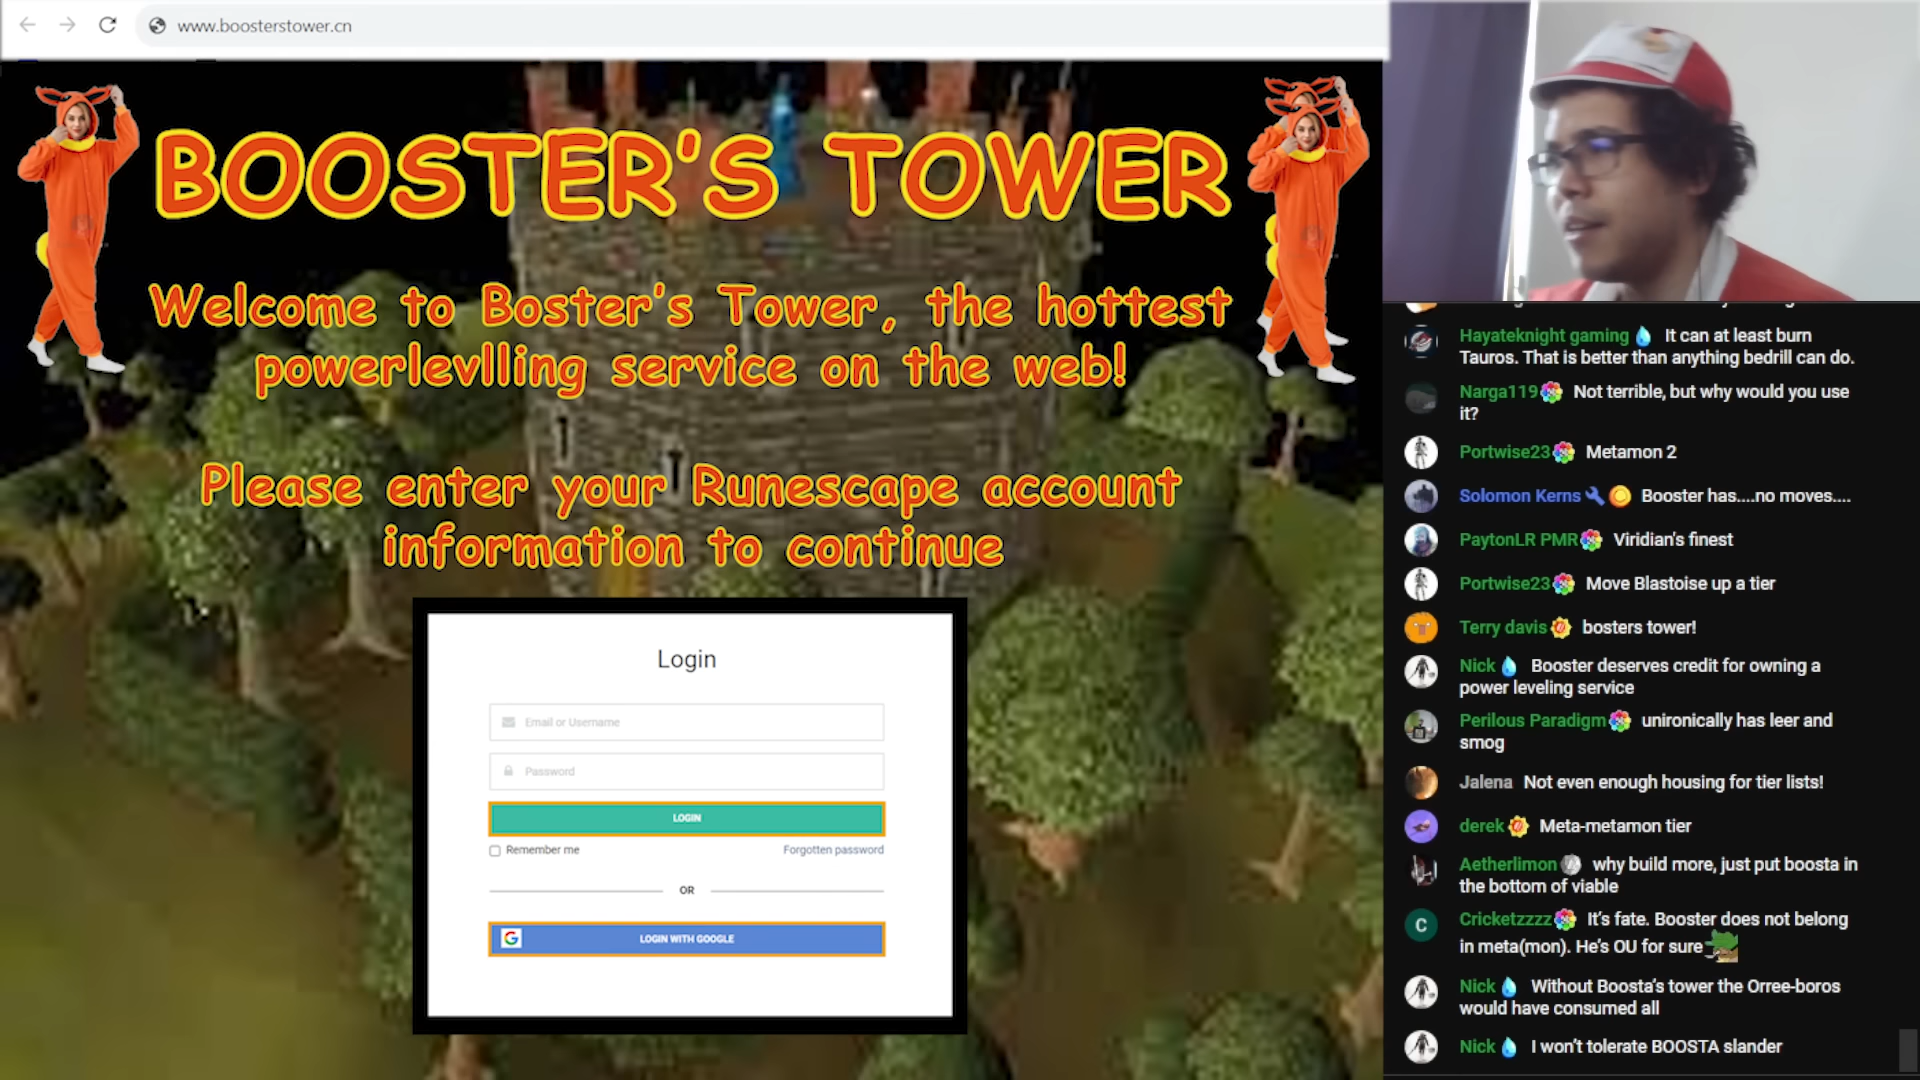 www.boosterstower.cn
BOOSTER'S TOWER
Welcome to Boster's Tower, the hottest
powerlevlling service on the web!
Please enter your Runescape account
information to continue
Login
Email or Username
Password
LOGIN
Remember me
Forgotten password
OR
G
LOGIN WITH GOOGLE
Hayateknight gaming It can at least burn
Tauros. That is better than anything bedrill can do.
Narga119 Not terrible, but why would you use
it?
Portwise23 Metamon 2
Solomon Kerns Booster has....no moves....
PaytonLR PMR Viridian's finest
Portwise23 Move Blastoise up a tier
Terry davis bosters tower!
Nick Booster deserves credit for owning a
power leveling service
Perilous Paradigm unironically has leer and
smog
Jalena Not even enough housing for tier lists!
derek Meta-metamon tier
Aetherlimon why build more, just put boosta in
the bottom of viable
C
Cricketzzzz It's fate. Booster does not belong
in meta(mon). He's OU for sure
Nick Without Boosta's tower the Orree-boros
would have consumed all
Nick I won't tolerate BOOSTA slander